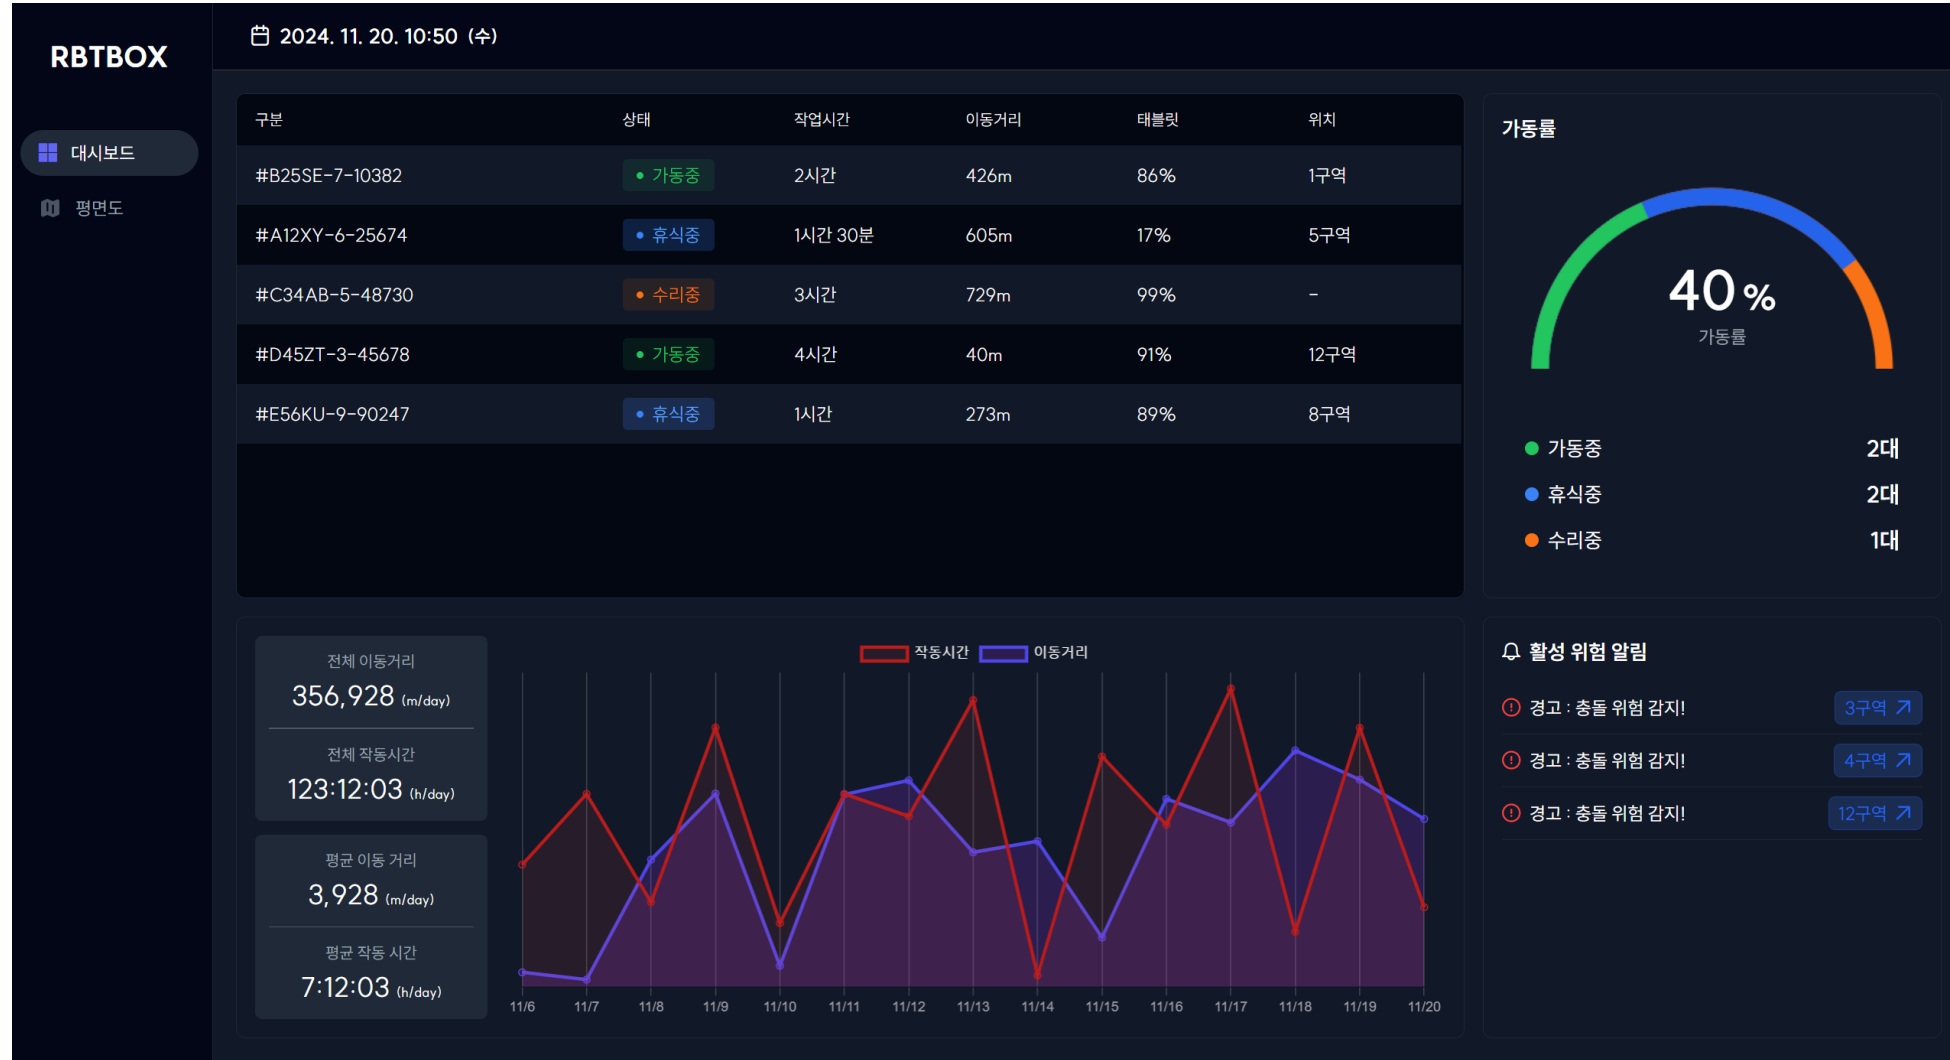 RBTBOX
대시보드
평면도
2024. 11. 20. 10:50 (수)
구분 상태 작업시간 이동거리 태블릿 위치
#B25SE-7-10382 가동중 2시간 426m 86% 1구역
#A12XY-6-25674 휴식중 1시간 30분 605m 17% 5구역
#C34AB-5-48730 수리중 3시간 729m 99% -
#D45ZT-3-45678 가동중 4시간 40m 91% 12구역
#E56KU-9-90247 휴식중 1시간 273m 89% 8구역
가동률
40 %
가동률
가동중 2대
휴식중 2대
수리중 1대
전체 이동거리
356,928 (m/day)
전체 작동시간
123:12:03 (h/day)
평균 이동 거리
3,928 (m/day)
평균 작동 시간
7:12:03 (h/day)
작동시간 이동거리
11/6 11/7 11/8 11/9 11/10 11/11 11/12 11/13 11/14 11/15 11/16 11/17 11/18 11/19 11/20
활성 위험 알림
경고 : 충돌 위험 감지! 3구역
경고 : 충돌 위험 감지! 4구역
경고 : 충돌 위험 감지! 12구역